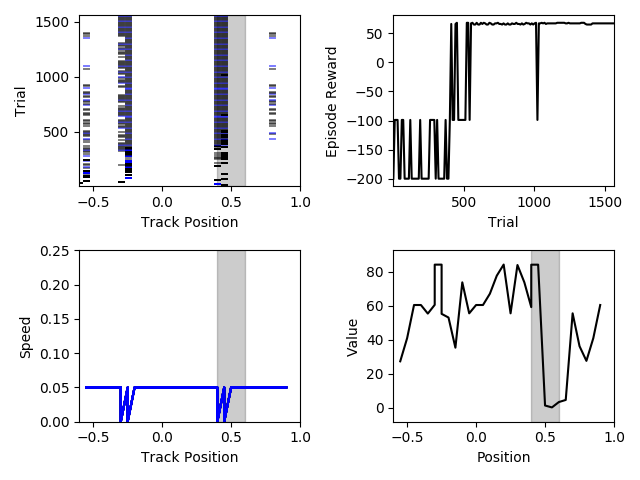 1500
1000
500
Trial
−0.5 0.0 0.5 1.0
Track Position
50
0
−50
−100
−150
−200
Episode Reward
500 1000 1500
Trial
0.25
0.20
0.15
0.10
0.05
0.00
Speed
−0.5 0.0 0.5 1.0
Track Position
80
60
40
20
0
Value
−0.5 0.0 0.5 1.0
Position